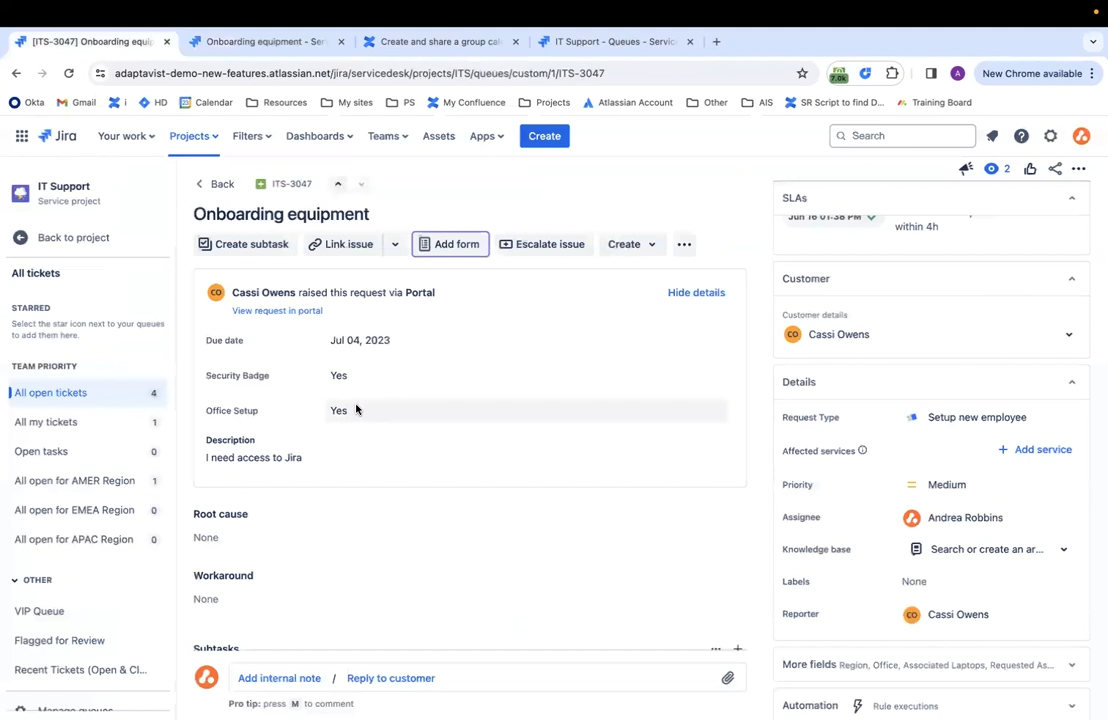 [ITS-3047] Onboarding equip
Onboarding equipment - Ser
Create and share a group cal
IT Support - Queues - Servic
adaptavist-demo-new-features.atlassian.net/jira/servicedesk/projects/ITS/queues/custom/1/ITS-3047
7.0k
A
New Chrome available
Okta
Gmail
i
HD
Calendar
Resources
My sites
PS
My Confluence
Projects
Atlassian Account
Other
AIS
SR Script to find D...
Training Board
Jira
Your work
Projects
Filters
Dashboards
Teams
Assets
Apps
Create
Search
IT Support
Service project
Back to project
All tickets
STARRED
Select the star icon next to your queues
to add them here.
TEAM PRIORITY
All open tickets 4
All my tickets 1
Open tasks 0
All open for AMER Region 1
All open for EMEA Region 0
All open for APAC Region 0
OTHER
VIP Queue
Flagged for Review
Recent Tickets (Open & Cl...
Manage queues
Back
ITS-3047
2
Onboarding equipment
Create subtask
Link issue
Add form
Escalate issue
Create
CO
Cassi Owens raised this request via Portal
Hide details
View request in portal
Due date Jul 04, 2023
Security Badge Yes
Office Setup Yes
Description
I need access to Jira
Root cause
None
Workaround
None
Subtasks
Add internal note / Reply to customer
Pro tip: press M to comment
SLAs
Jun 16 01:38 PM
within 4h
Customer
Customer details
CO Cassi Owens
Details
Request Type Setup new employee
Affected services Add service
Priority Medium
Assignee Andrea Robbins
Knowledge base Search or create an ar...
Labels None
Reporter CO Cassi Owens
More fields Region, Office, Associated Laptops, Requested As...
Automation Rule executions